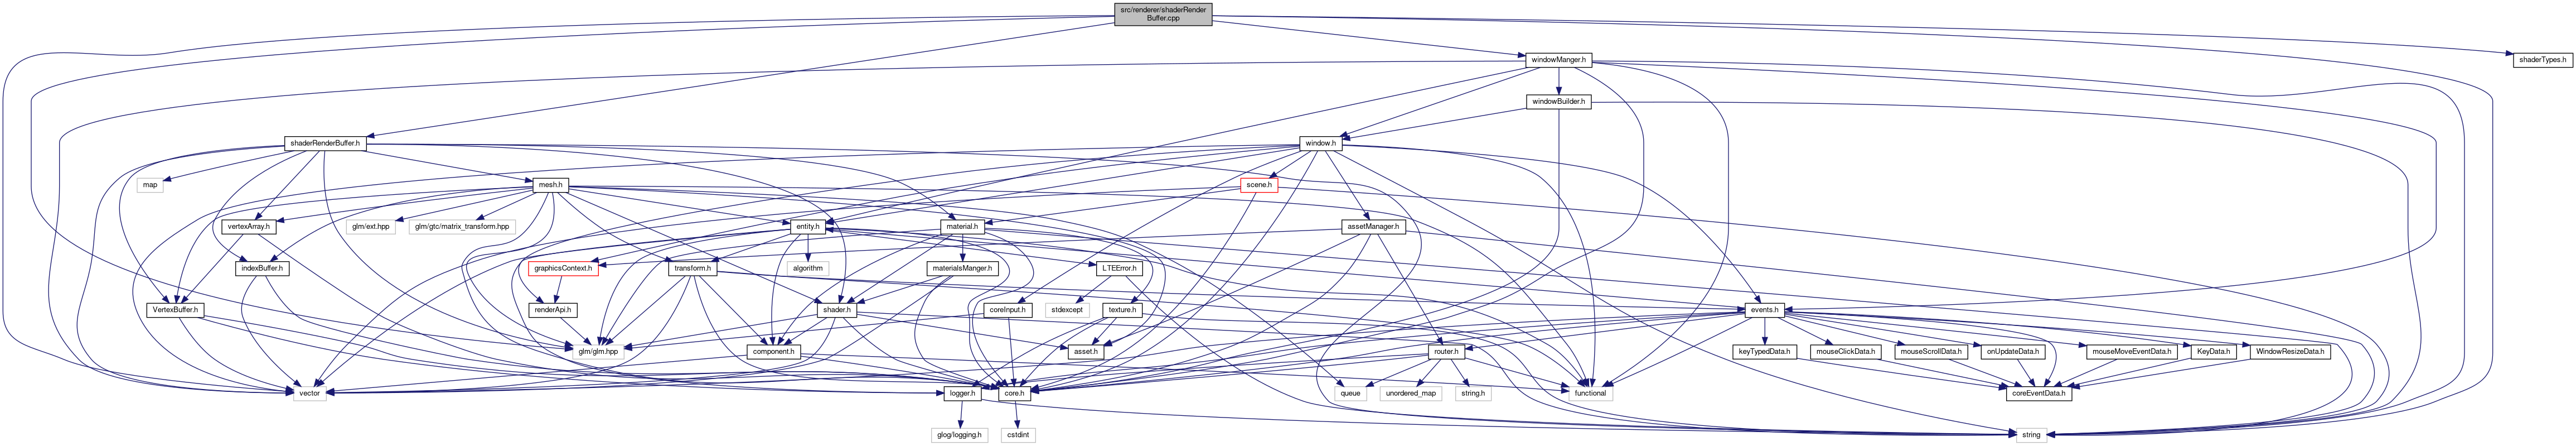 src/renderer/shaderRender
Buffer.cpp
windowManger.h
shaderTypes.h
windowBuilder.h
shaderRenderBuffer.h
window.h
map
mesh.h
scene.h
vertexArray.h
glm/ext.hpp
glm/gtc/matrix_transform.hpp
entity.h
material.h
assetManager.h
indexBuffer.h
graphicsContext.h
transform.h
algorithm
materialsManger.h
LTEError.h
VertexBuffer.h
renderApi.h
shader.h
coreInput.h
stdexcept
texture.h
events.h
glm/glm.hpp
component.h
asset.h
router.h
keyTypedData.h
mouseClickData.h
mouseScrollData.h
onUpdateData.h
mouseMoveEventData.h
KeyData.h
WindowResizeData.h
vector
logger.h
core.h
queue
unordered_map
string.h
functional
coreEventData.h
glog/logging.h
cstdint
string